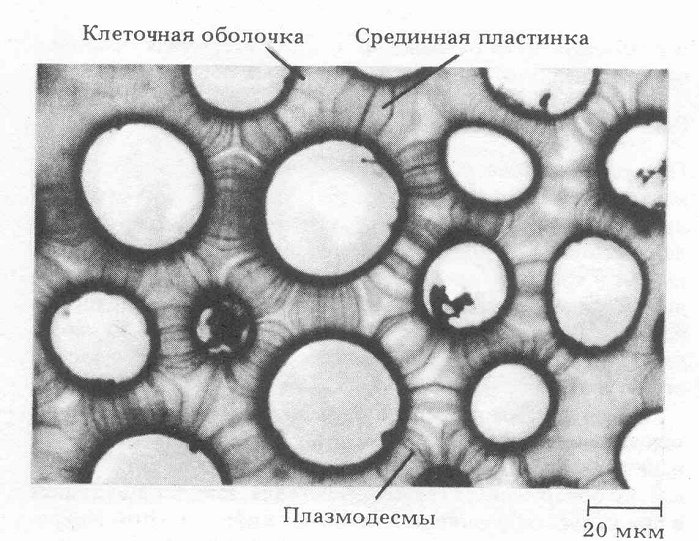 Клеточная оболочка
Срединная пластинка
Плазмодесмы
20 мкм